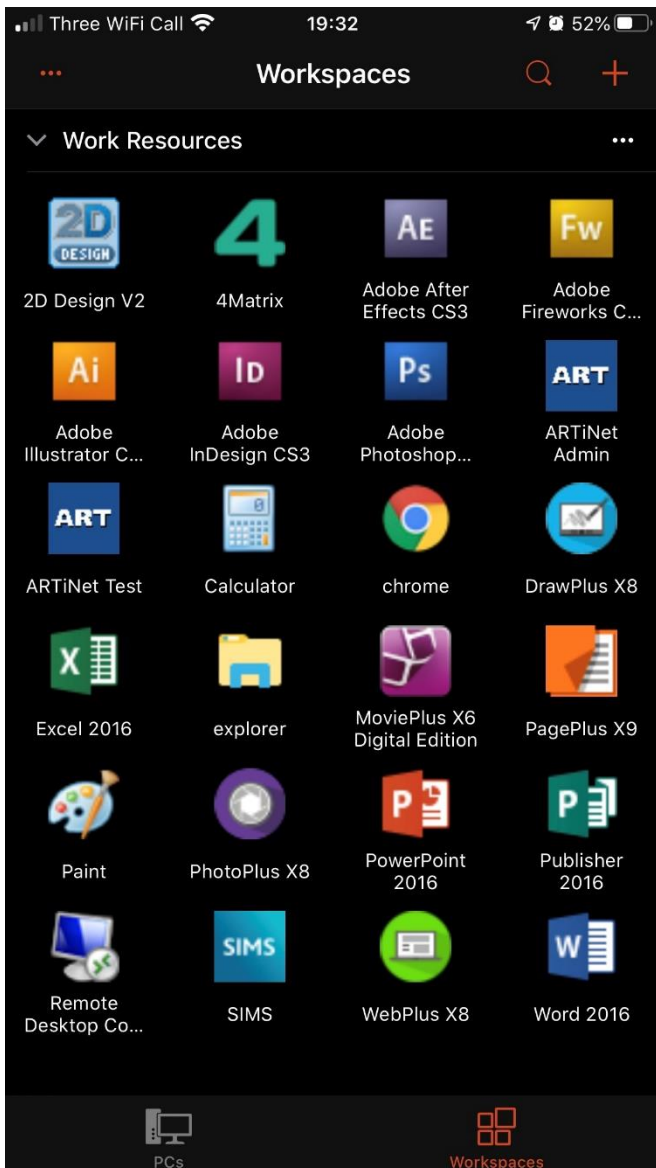 Three WiFi Call 19:32 52%
Workspaces
Work Resources
2D DESIGN 4 AE Fw
2D Design V2 4Matrix Adobe After Effects CS3 Adobe Fireworks C...
Ai ID Ps ART
Adobe Illustrator C... Adobe InDesign CS3 Adobe Photoshop... ARTiNet Admin
ART 0
ARTiNet Test Calculator chrome DrawPlus X8
X
Excel 2016 explorer MoviePlus X6 Digital Edition PagePlus X9
P P
Paint PhotoPlus X8 PowerPoint 2016 Publisher 2016
SIMS W
Remote Desktop Co... SIMS WebPlus X8 Word 2016
PCs Workspaces